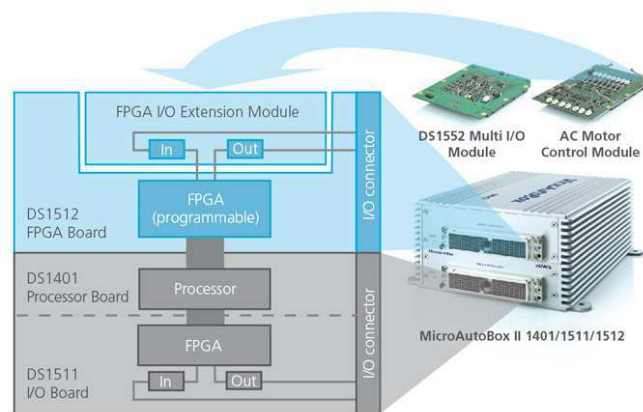 FPGA I/O Extension Module
In
Out
FPGA
(programmable)
I/O connector
DS1512
FPGA Board
DS1401
Processor Board
Processor
FPGA
In
Out
I/O connector
DS1511
I/O Board
DS1552 Multi I/O
Module
AC Motor
Control Module
MicroAutoBox
MicroAutoBox II 1401/1511/1512